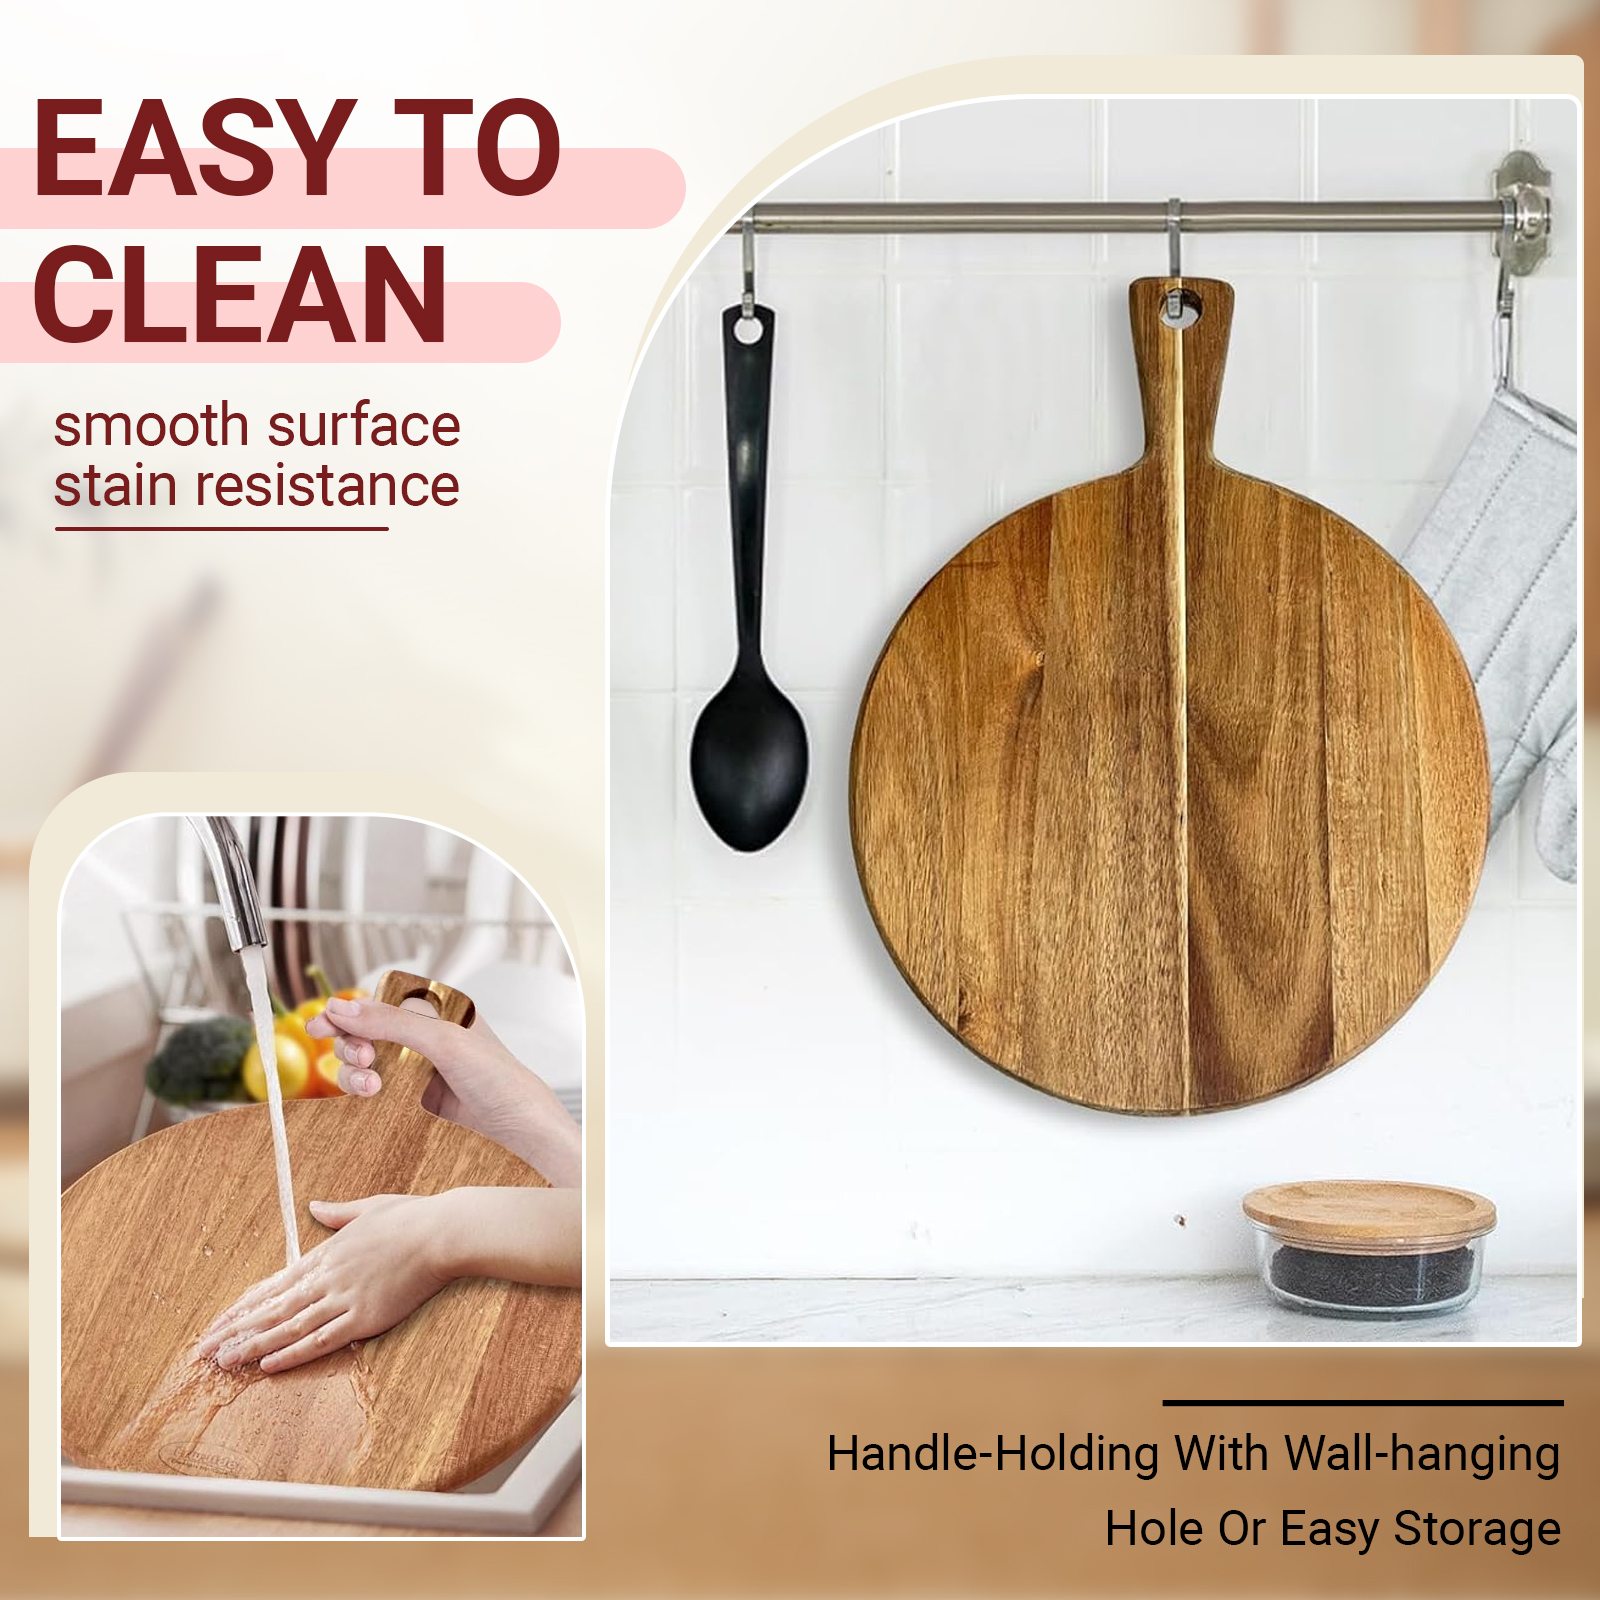 EASY TO
CLEAN
smooth surface
stain resistance
Handle-Holding With Wall-hanging
Hole Or Easy Storage